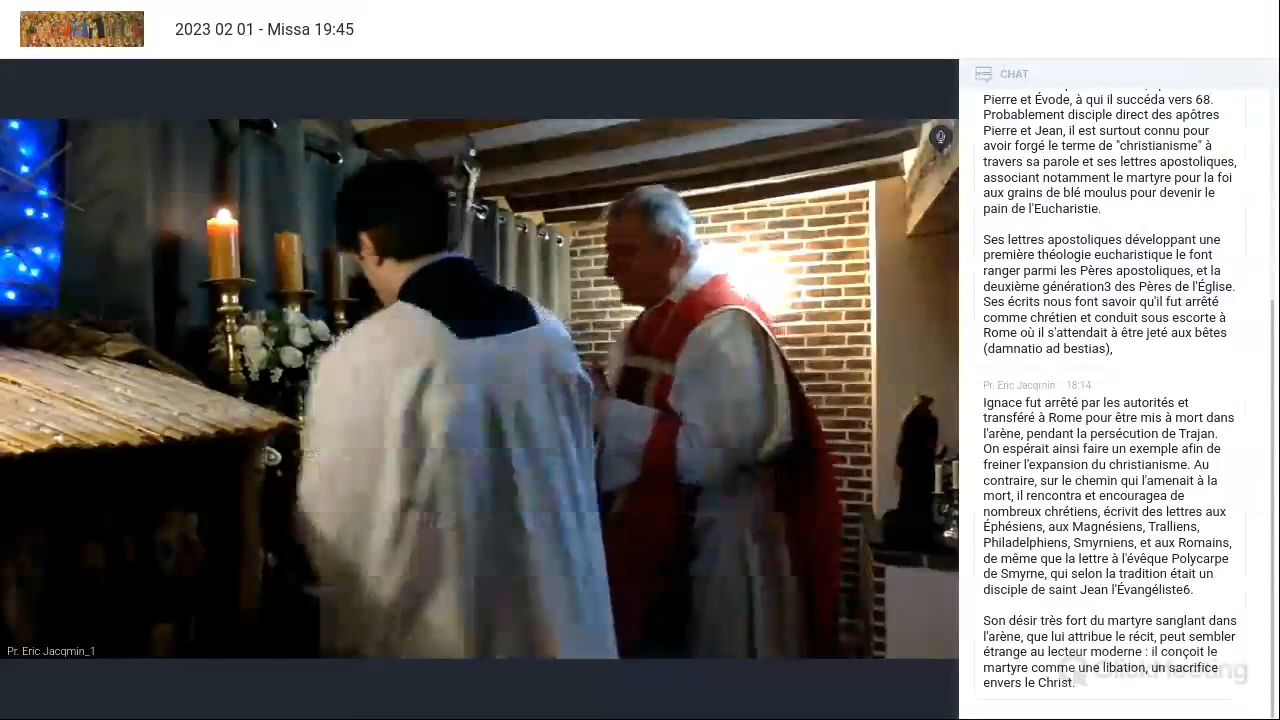 2023 02 01 - Missa 19:45
CHAT
Pierre et Évode, à qui il succéda vers 68.
Probablement disciple direct des apôtres
Pierre et Jean, il est surtout connu pour
avoir forgé le terme de "christianisme" à
travers sa parole et ses lettres apostoliques,
associant notamment le martyre pour la foi
aux grains de blé moulus pour devenir le
pain de l'Eucharistie.
Ses lettres apostoliques développant une
première théologie eucharistique le font
ranger parmi les Pères apostoliques, et la
deuxième génération3 des Pères de l'Église.
Ses écrits nous font savoir qu'il fut arrêté
comme chrétien et conduit sous escorte à
Rome où il s'attendait à être jeté aux bêtes
(damnatio ad bestias),
Pr. Eric Jacqmin 18:14
Ignace fut arrêté par les autorités et
transféré à Rome pour être mis à mort dans
l'arène, pendant la persécution de Trajan.
On espérait ainsi faire un exemple afin de
freiner l'expansion du christianisme. Au
contraire, sur le chemin qui l'amenait à la
mort, il rencontra et encouragea de
nombreux chrétiens, écrivit des lettres aux
Éphésiens, aux Magnésiens, Tralliens,
Philadelphiens, Smyrniens, et aux Romains,
de même que la lettre à l'évêque Polycarpe
de Smyrne, qui selon la tradition était un
disciple de saint Jean l'Évangéliste6.
Son désir très fort du martyre sanglant dans
l'arène, que lui attribue le récit, peut sembler
étrange au lecteur moderne : il conçoit le
martyre comme une libation, un sacrifice
envers le Christ.
ClickMeeting
Pr. Eric Jacqmin_1